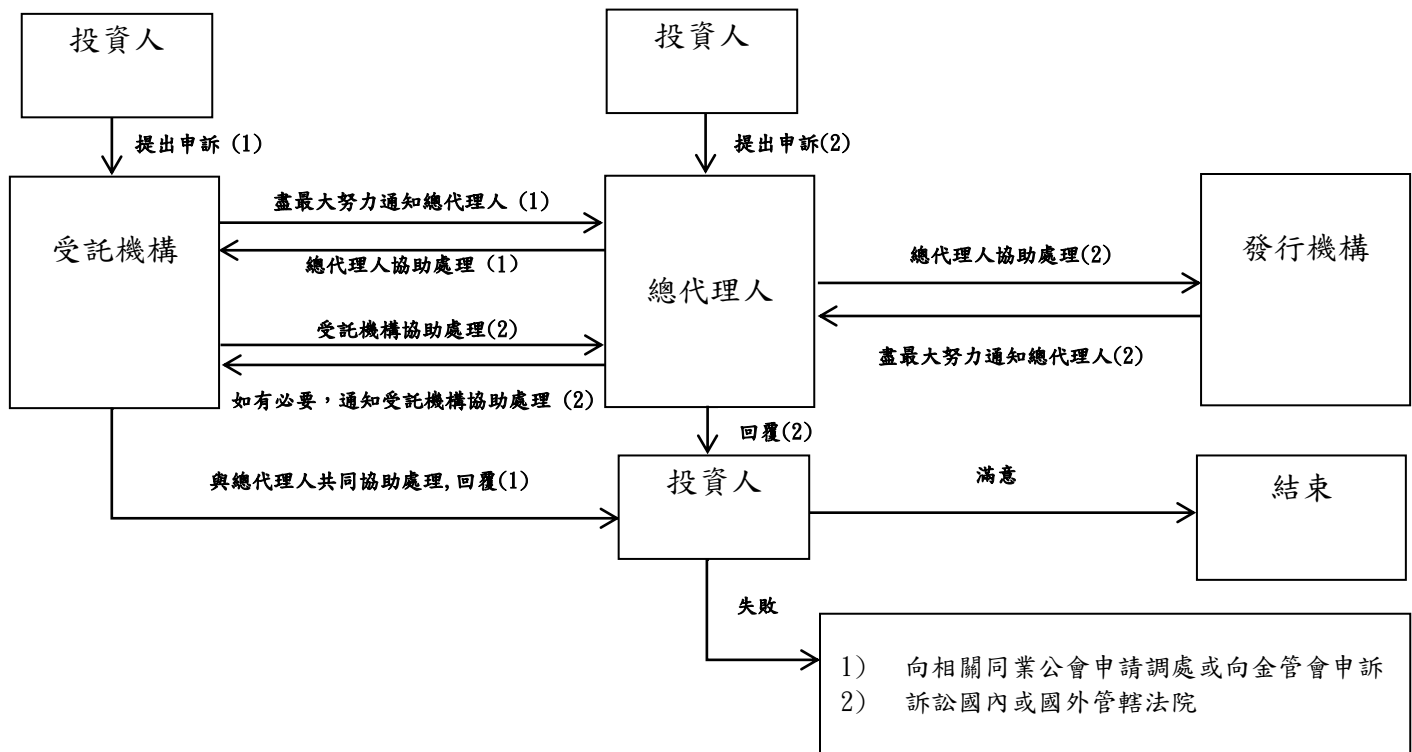 投資人
投資人
提出申訴 (1)
提出申訴(2)
受託機構
盡最大努力通知總代理人 (1)
總代理人協助處理 (1)
受託機構協助處理(2)
如有必要，通知受託機構協助處理 (2)
總代理人
總代理人協助處理(2)
盡最大努力通知總代理人(2)
發行機構
回覆(2)
與總代理人共同協助處理,回覆(1)
投資人
滿意
結束
失敗
1) 向相關同業公會申請調處或向金管會申訴
2) 訴訟國內或國外管轄法院